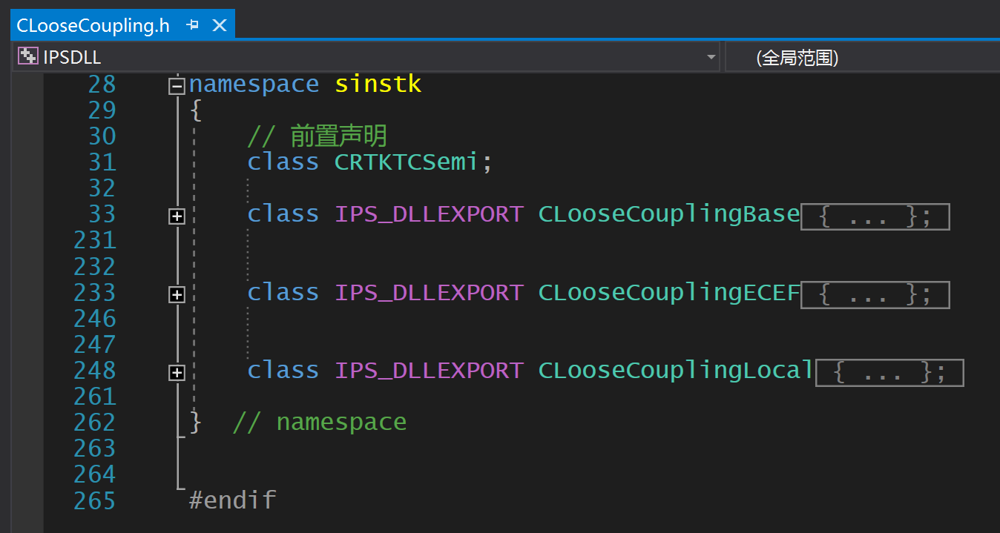 CLooseCoupling.h
IPSDLL
(全局范围)
28 namespace sinstk
29 {
30 // 前置声明
31 class CRTKTCSemi;
32
33 class IPS_DLLEXPORT CLooseCouplingBase { ... };
231
232
233 class IPS_DLLEXPORT CLooseCouplingECEF { ... };
246
247
248 class IPS_DLLEXPORT CLooseCouplingLocal { ... };
261
262 } // namespace
263
264
265 #endif